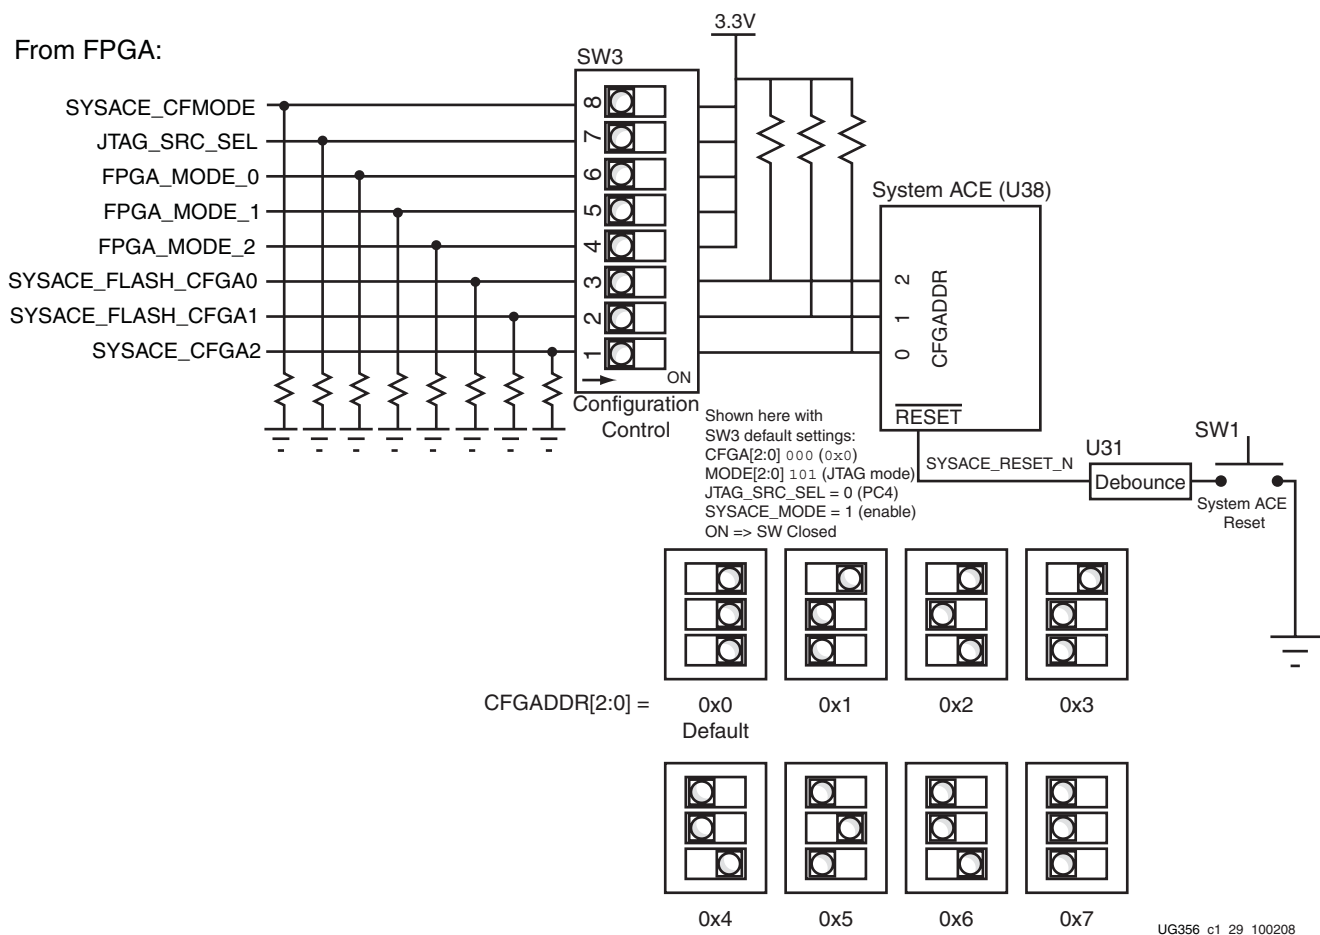 3.3V
From FPGA:
SW3
SYSACE_CFMODE
JTAG_SRC_SEL
FPGA_MODE_0
FPGA_MODE_1
FPGA_MODE_2
SYSACE_FLASH_CFGA0
SYSACE_FLASH_CFGA1
SYSACE_CFGA2
8
7
6
5
4
3
2
1
ON
Configuration
Control
System ACE (U38)
2
1
0
CFGADDR
RESET
Shown here with
SW3 default settings:
CFGA[2:0] 000 (0x0)
MODE[2:0] 101 (JTAG mode)
JTAG_SRC_SEL = 0 (PC4)
SYSACE_MODE = 1 (enable)
ON => SW Closed
SYSACE_RESET_N
U31
Debounce
SW1
System ACE
Reset
CFGADDR[2:0] =
0x0
Default
0x1
0x2
0x3
0x4
0x5
0x6
0x7
UG356_c1_29_100208